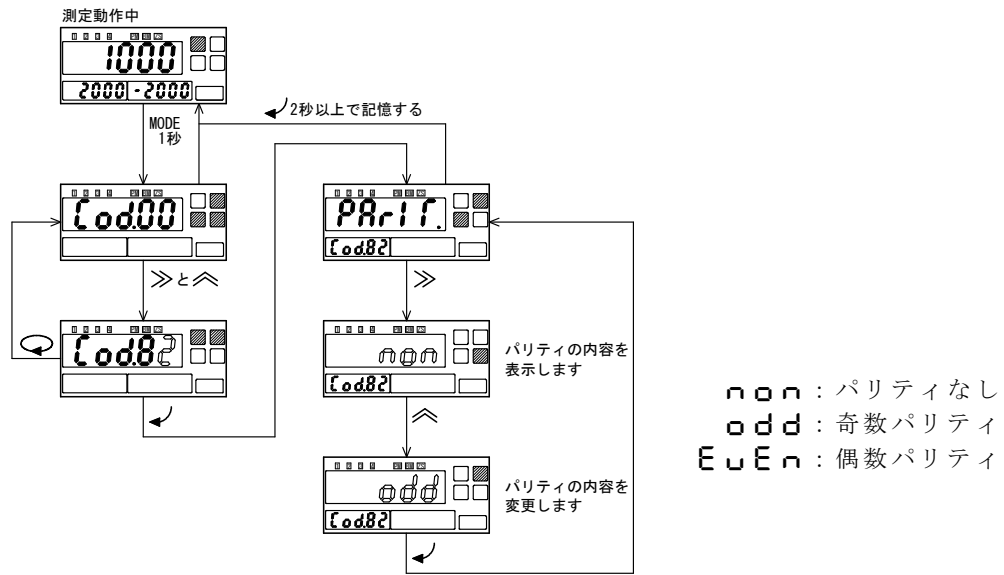 測定動作中
1000
2000 -2000
MODE
1秒
2秒以上で記憶する
Cod.00
と
Cod.82
PArIT.
Cod.82
non
Cod.82
パリティの内容を
表示します
odd
Cod.82
パリティの内容を
変更します
non：パリティなし
odd：奇数パリティ
EvEn：偶数パリティ